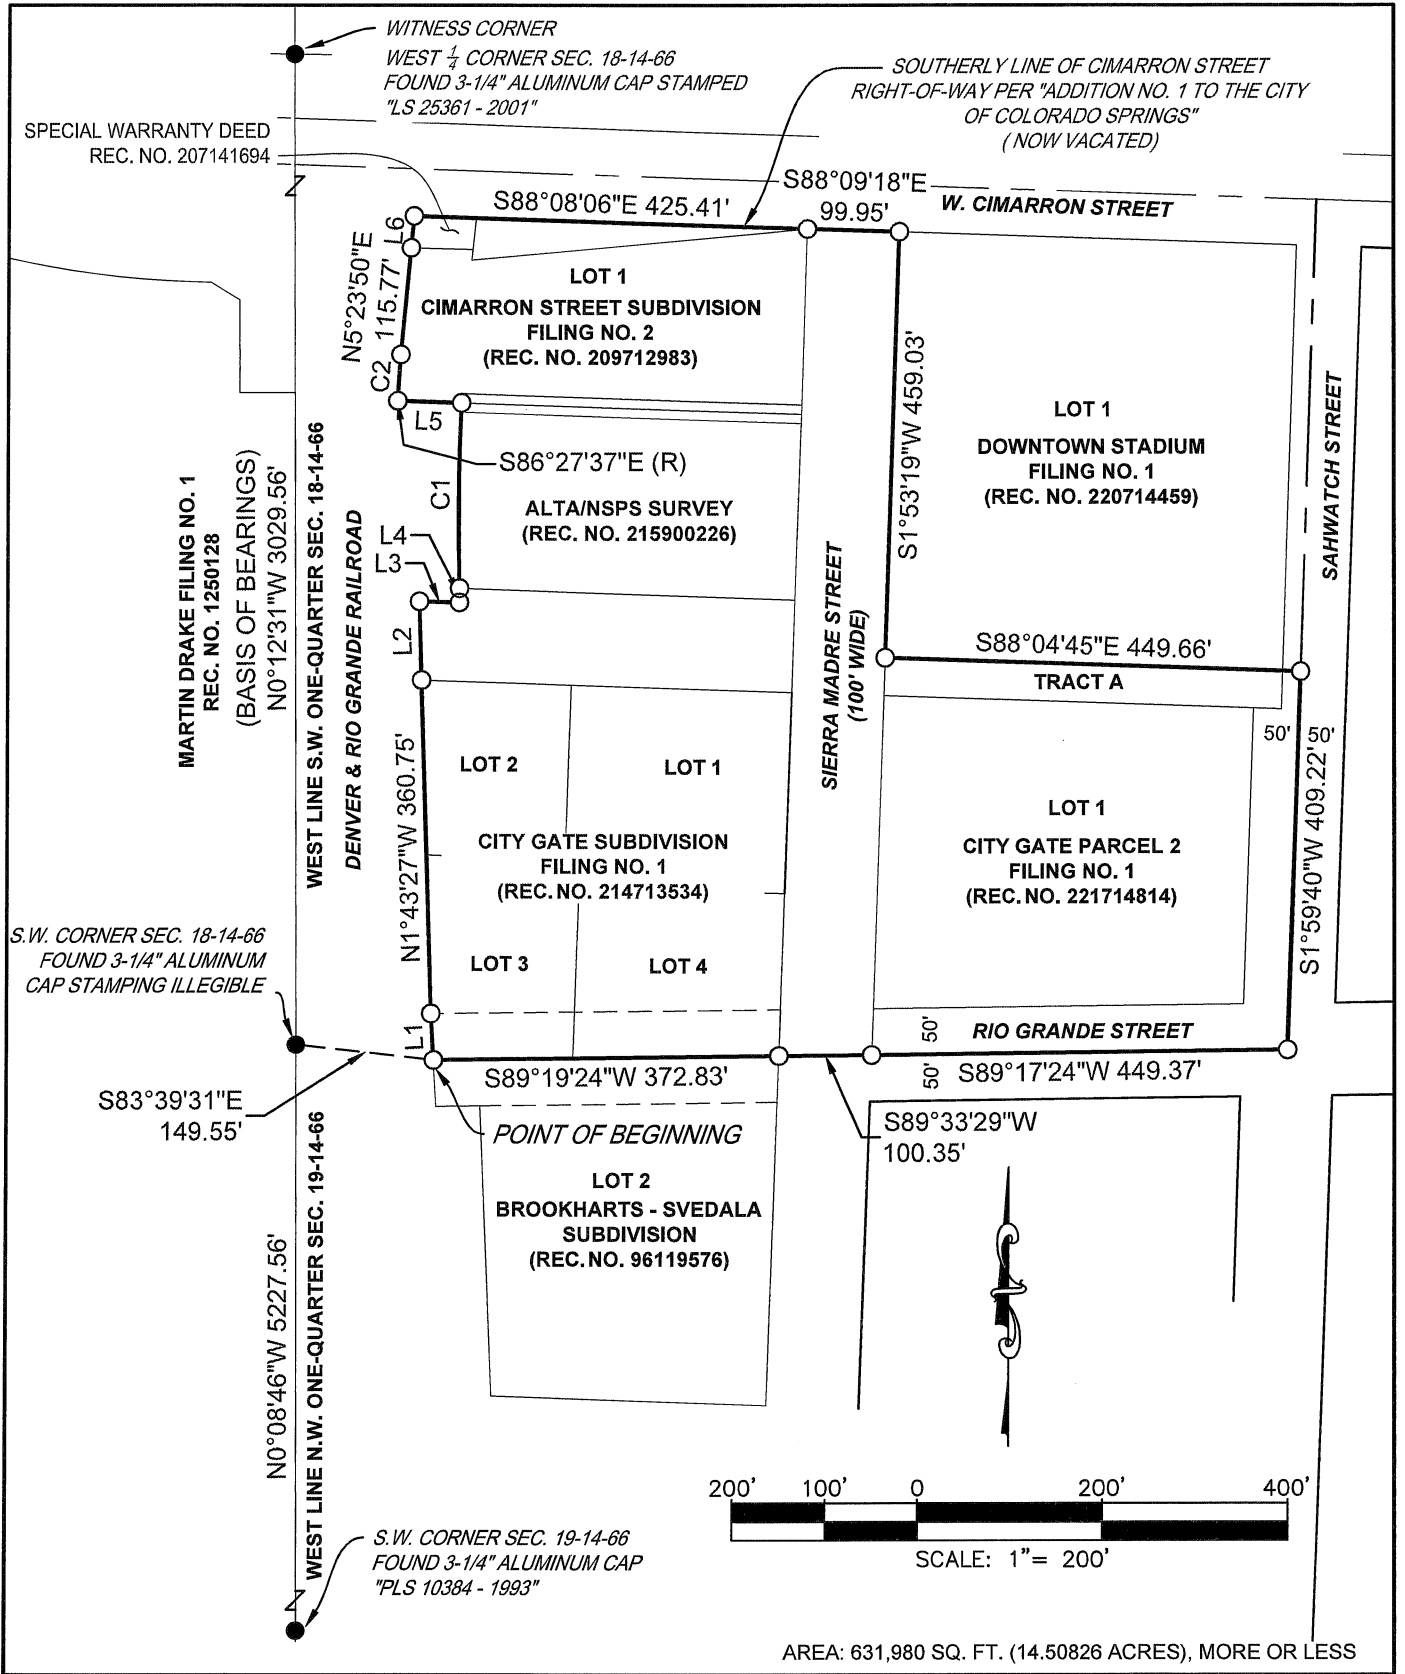 WITNESS CORNER
WEST 1/4 CORNER SEC. 18-14-66
FOUND 3-1/4" ALUMINUM CAP STAMPED
"LS 25361 - 2001"
SOUTHERLY LINE OF CIMARRON STREET
RIGHT-OF-WAY PER "ADDITION NO. 1 TO THE CITY
OF COLORADO SPRINGS"
( NOW VACATED)
SPECIAL WARRANTY DEED
REC. NO. 207141694
S88°08'06"E 425.41'
S88°09'18"E
99.95'
W. CIMARRON STREET
L6
N5°23'50"E
115.77'
C2
L5
S86°27'37"E (R)
C1
L4
L3
L2
LOT 1
CIMARRON STREET SUBDIVISION
FILING NO. 2
(REC. NO. 209712983)
ALTA/NSPS SURVEY
(REC. NO. 215900226)
S1°53'19"W 459.03'
LOT 1
DOWNTOWN STADIUM
FILING NO. 1
(REC. NO. 220714459)
SAHWATCH STREET
MARTIN DRAKE FILING NO. 1
REC. NO. 1250128
(BASIS OF BEARINGS)
N0°12'31"W 3029.56'
WEST LINE S.W. ONE-QUARTER SEC. 18-14-66
DENVER & RIO GRANDE RAILROAD
SIERRA MADRE STREET
(100' WIDE)
S88°04'45"E 449.66'
TRACT A
50'
50'
S1°59'40"W 409.22'
N1°43'27"W 360.75'
LOT 2
LOT 1
CITY GATE SUBDIVISION
FILING NO. 1
(REC. NO. 214713534)
LOT 3
LOT 4
LOT 1
CITY GATE PARCEL 2
FILING NO. 1
(REC. NO. 221714814)
S.W. CORNER SEC. 18-14-66
FOUND 3-1/4" ALUMINUM
CAP STAMPING ILLEGIBLE
L1
50'
RIO GRANDE STREET
50'
S89°19'24"W 372.83'
S89°17'24"W 449.37'
S83°39'31"E
149.55'
S89°33'29"W
100.35'
POINT OF BEGINNING
LOT 2
BROOKHARTS - SVEDALA
SUBDIVISION
(REC. NO. 96119576)
N0°08'46"W 5227.56'
WEST LINE N.W. ONE-QUARTER SEC. 19-14-66
200'
100'
0
200'
400'
SCALE: 1"= 200'
S.W. CORNER SEC. 19-14-66
FOUND 3-1/4" ALUMINUM CAP
"PLS 10384 - 1993"
AREA: 631,980 SQ. FT. (14.50826 ACRES), MORE OR LESS